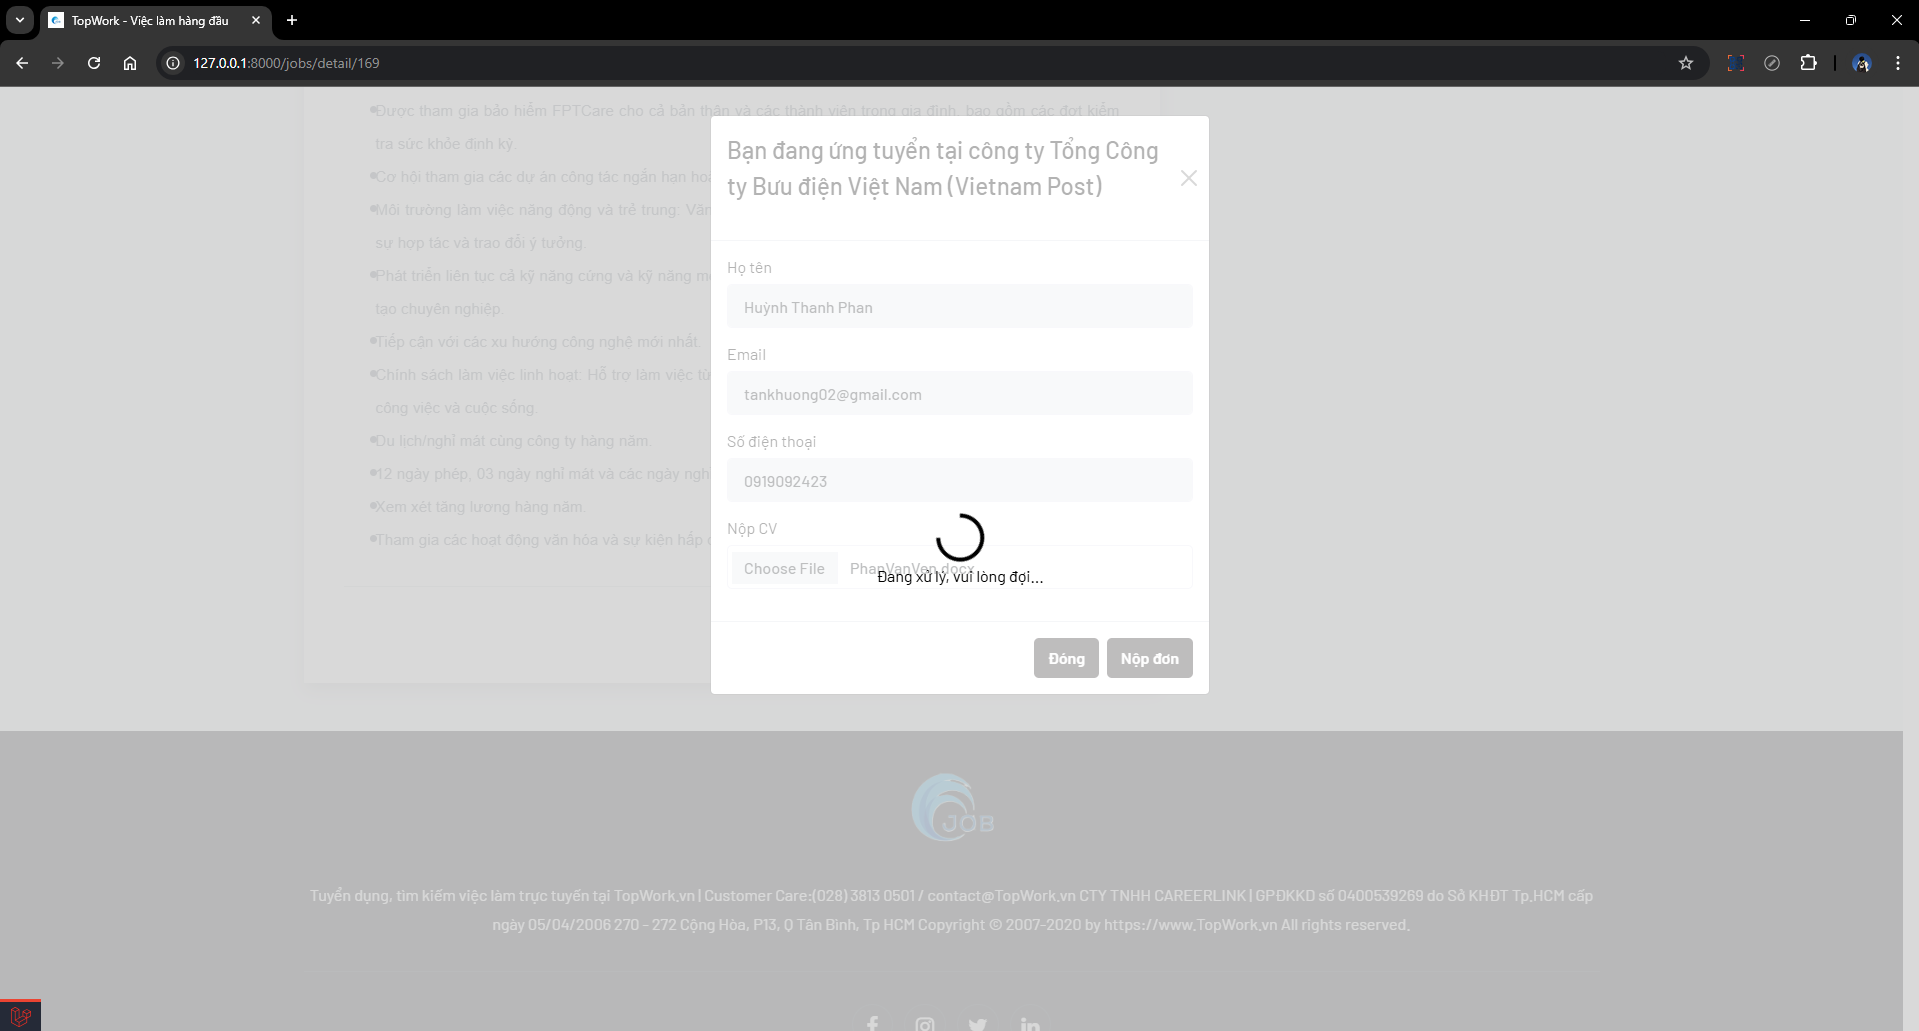 TopWork - Việc làm hàng đầu
127.0.0.1:8000/jobs/detail/169
Được tham gia bảo hiểm FPTCare cho cả bản thân và các thành viên trong gia đình, bao gồm các đợt kiểm
tra sức khỏe định kỳ.
Cơ hội tham gia các dự án công tác ngắn hạn
Môi trường làm việc năng động và trẻ trung: Văn
sự hợp tác và trao đổi ý tưởng.
Phát triển liên tục cả kỹ năng cứng và kỹ năng
tạo chuyên nghiệp.
Tiếp cận với các xu hướng công nghệ mới nhất.
Chính sách làm việc linh hoạt: Hỗ trợ làm việc từ
công việc và cuộc sống.
Du lịch/nghỉ mát cùng công ty hàng năm
12 ngày phép, 03 ngày nghỉ mát và các ngày
Xem xét tăng lương hàng năm.
Tham gia các hoạt động văn hóa và sự kiện hấp
Bạn đang ứng tuyển tại công ty Tổng Công
ty Bưu điện Việt Nam (Vietnam Post)
Họ tên
Huỳnh Thanh Phan
Email
tankhuong02@gmail.com
Số điện thoại
0919092423
Nộp CV
Choose File PhanVanVen.docx
Đang xử lý, vui lòng đợi...
Đóng Nộp đơn
JOB
Tuyển dụng, tìm kiếm việc làm trực tuyến tại TopWork.vn | Customer Care:(028) 3813 0501 / contact@TopWork.vn CTY TNHH CAREERLINK | GPĐKKD số 0400539269 do Sở KHĐT Tp.HCM cấp
ngày 05/04/2006 270 - 272 Cộng Hòa, P13, Q Tân Bình, Tp HCM Copyright © 2007-2020 by https://www.TopWork.vn All rights reserved.